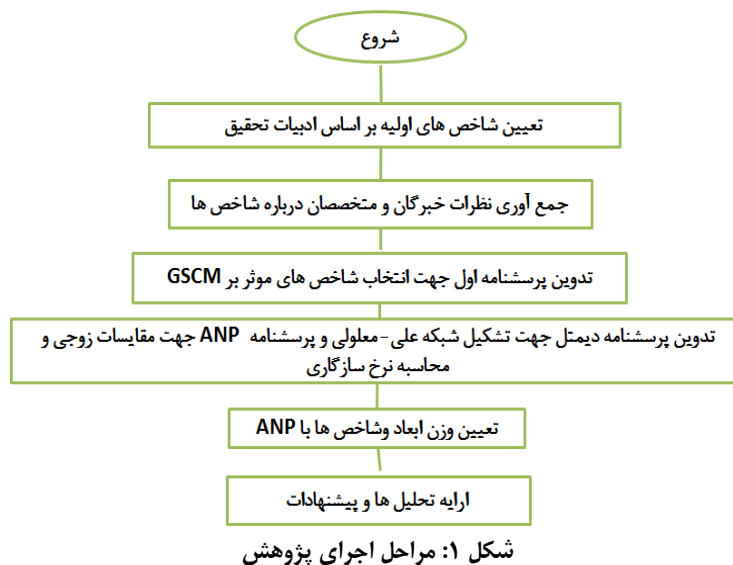 شروع
تعیین شاخص های اولیه بر اساس ادبیات تحقیق
جمع آوری نظرات خبرگان و متخصصان درباره شاخص ها
تدوین پرسشنامه اول جهت انتخاب شاخص های موثر بر GSCM
تدوین پرسشنامه دیمتل جهت تشکیل شبکه علی-معلولی و پرسشنامه ANP جهت مقایسات زوجی و
محاسبه نرخ سازگاری
تعیین وزن ابعاد وشاخص ها با ANP
ارایه تحلیل ها و پیشنهادات
شکل ۱: مراحل اجرای پژوهش